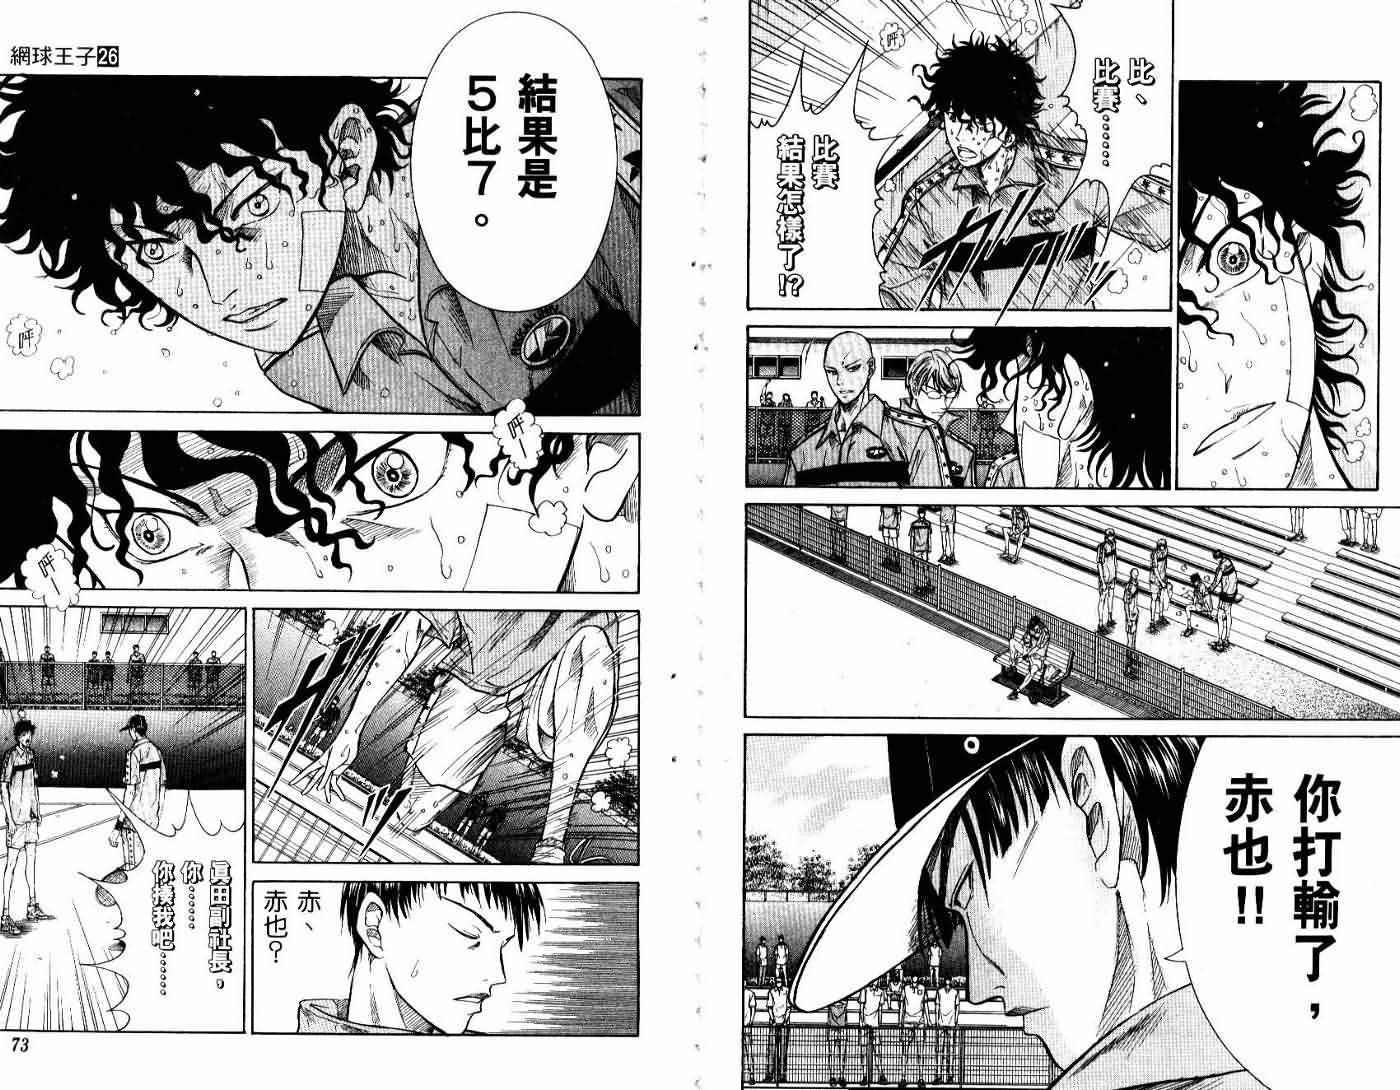 呼
比、
比賽……
比賽
結果怎樣了!?
你打輸了，
赤也!!
網球王子26
結果是
5比7。
呼
呼—
呼—
赤、
赤也？
眞田副社長，
你……
你揍我吧……
73